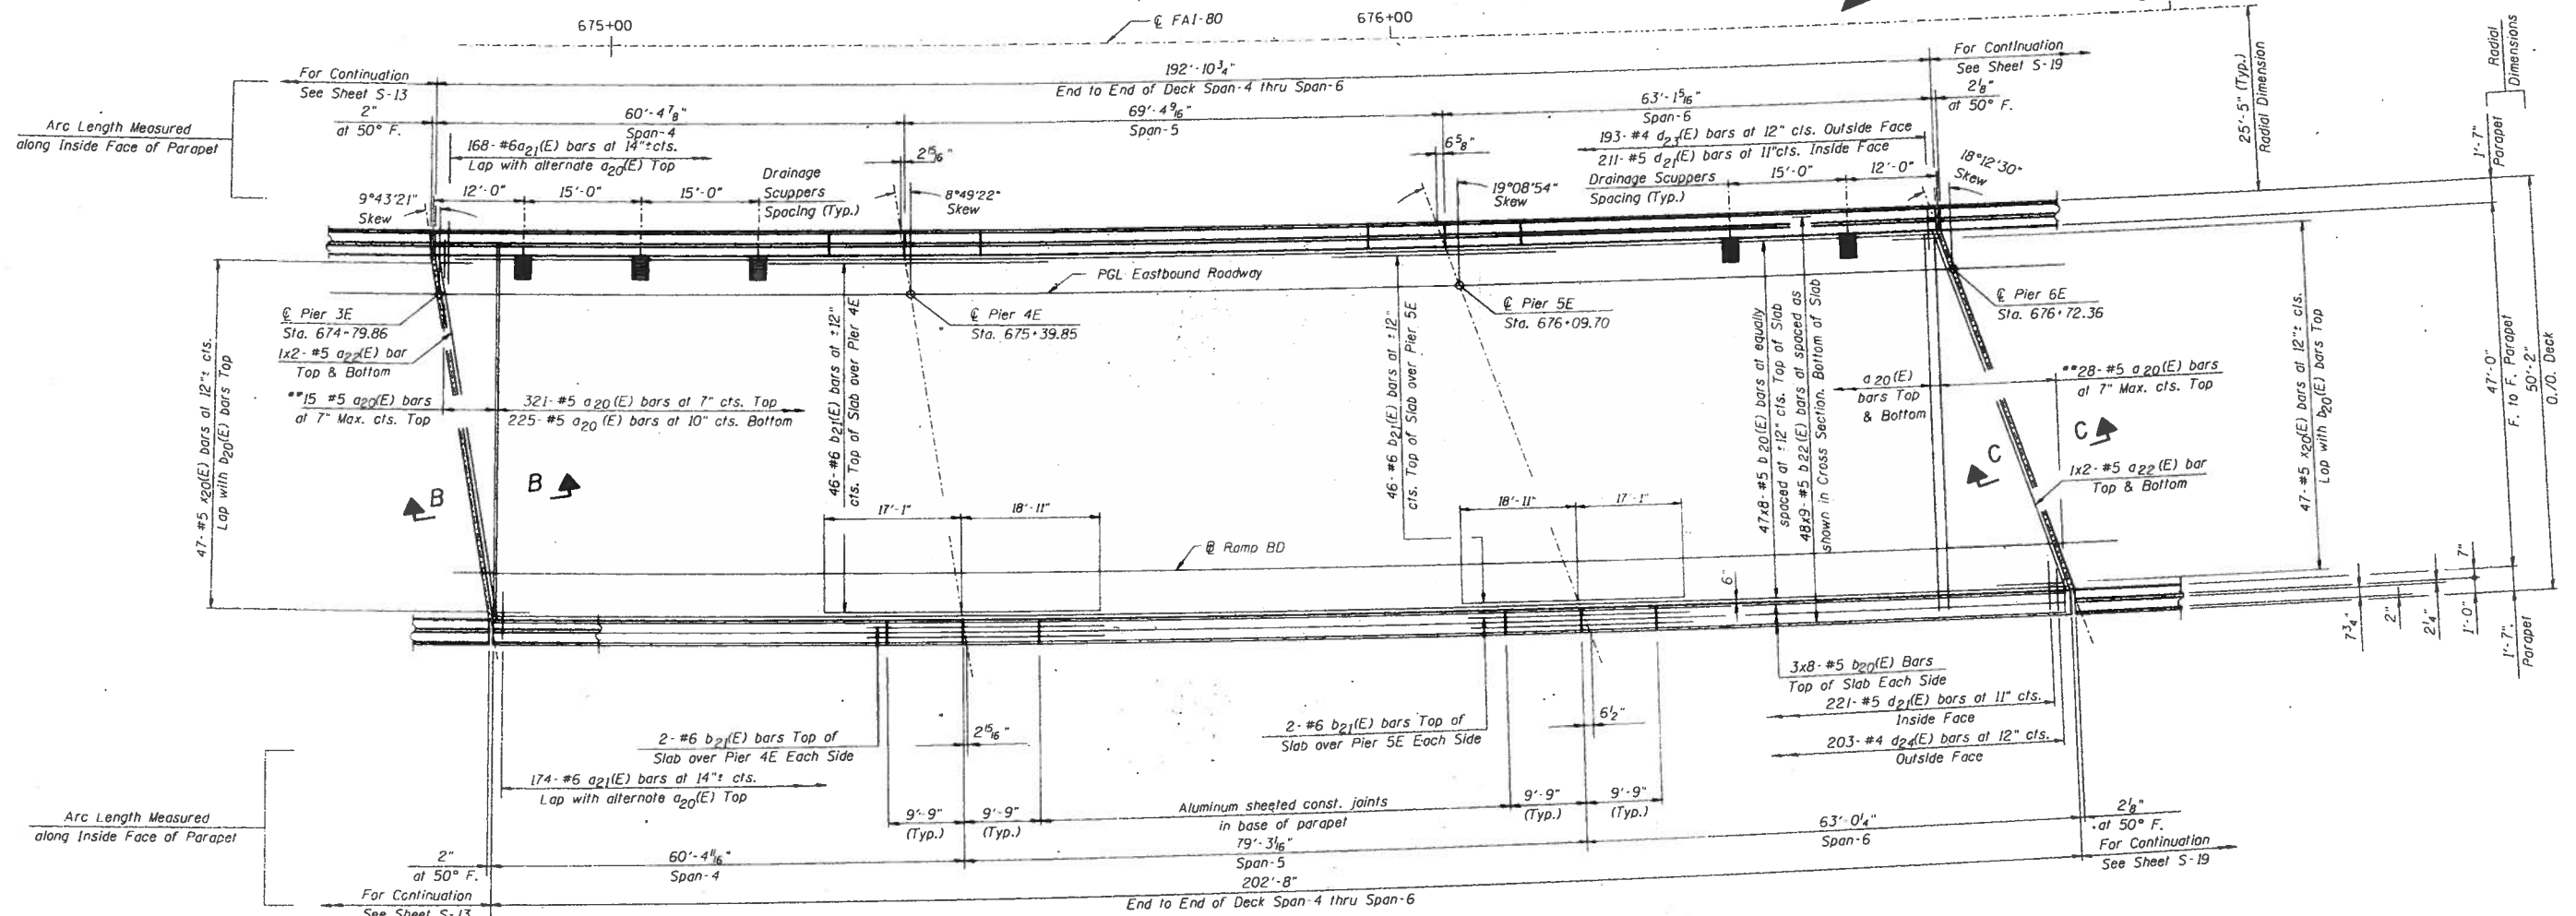 675+00
℄ FAI-80
676+00
For Continuation
See Sheet S-13
192'-10¾"
End to End of Deck Span-4 thru Span-6
For Continuation
See Sheet S-19
2"
at 50° F.
60'-4⅞"
Span-4
69'-4⁹⁄₁₆"
Span-5
63'-1⁵⁄₁₆"
Span-6
2⅛"
at 50° F.
25'-5" (Typ.)
Radial Dimension
1'-7"
Parapet
Radial
Dimensions
Arc Length Measured
along Inside Face of Parapet
168-#6a21(E) bars at 14"± cts.
Lap with alternate a20(E) Top
2¹⁵⁄₁₆"
6⅝"
193-#4 d23(E) bars at 12" cts. Outside Face
211-#5 d21(E) bars at 11"cts. Inside Face
9°43'21"
Skew
12'-0"
15'-0"
15'-0"
Drainage
Scuppers
Spacing (Typ.)
8°49'22"
Skew
19°08'54"
Skew
Drainage Scuppers
Spacing (Typ.)
15'-0"
12'-0"
18°12'30"
Skew
PGL Eastbound Roadway
℄ Pier 3E
Sta. 674+79.86
℄ Pier 4E
Sta. 675+39.85
℄ Pier 5E
Sta. 676+09.70
℄ Pier 6E
Sta. 676+72.36
1x2-#5 a22(E) bar
Top & Bottom
**15 #5 a20(E) bars
at 7" Max. cts. Top
321-#5 a20(E) bars at 7" cts. Top
225-#5 a20(E) bars at 10" cts. Bottom
47-#5 x20(E) bars at 12"± cts.
Lap with b20(E) bars Top
46-#6 b21(E) bars at ±12"
cts. Top of Slab over Pier 4E
46-#6 b21(E) bars at ±12"
cts. Top of Slab over Pier 5E
47x8-#5 b20(E) bars at equally
spaced at ±12" cts. Top of Slab
48x9-#5 b22(E) bars at spaced as
shown in Cross Section. Bottom of Slab
a20(E)
bars Top
& Bottom
**28-#5 a20(E) bars
at 7" Max. cts. Top
47-#5 x20(E) bars at 12"± cts.
Lap with b20(E) bars Top
47'-0"
F. to F. Parapet
50'-2"
O./O. Deck
B
B
C
C
1x2-#5 a22(E) bar
Top & Bottom
17'-1"
18'-11"
18'-11"
17'-1"
℄ Ramp BD
6"
7¾"
2"
2¼"
1'-0"
7"
1'-7"
Parapet
3x8-#5 b20(E) Bars
Top of Slab Each Side
221-#5 d21(E) bars at 11" cts.
Inside Face
203-#4 d24(E) bars at 12" cts.
Outside Face
2-#6 b21(E) bars Top of
Slab over Pier 4E Each Side
2¹⁵⁄₁₆"
2-#6 b21(E) bars Top of
Slab over Pier 5E Each Side
6½"
174-#6 a21(E) bars at 14"± cts.
Lap with alternate a20(E) Top
Arc Length Measured
along Inside Face of Parapet
9'-9"
(Typ.)
9'-9"
(Typ.)
Aluminum sheeted const. joints
in base of parapet
9'-9"
(Typ.)
9'-9"
(Typ.)
2"
at 50° F.
60'-4¹¹⁄₁₆"
Span-4
79'-3¹⁄₁₆"
Span-5
63'-0¼"
Span-6
2⅛"
at 50° F.
For Continuation
See Sheet S-13
202'-8"
End to End of Deck Span-4 thru Span-6
For Continuation
See Sheet S-19